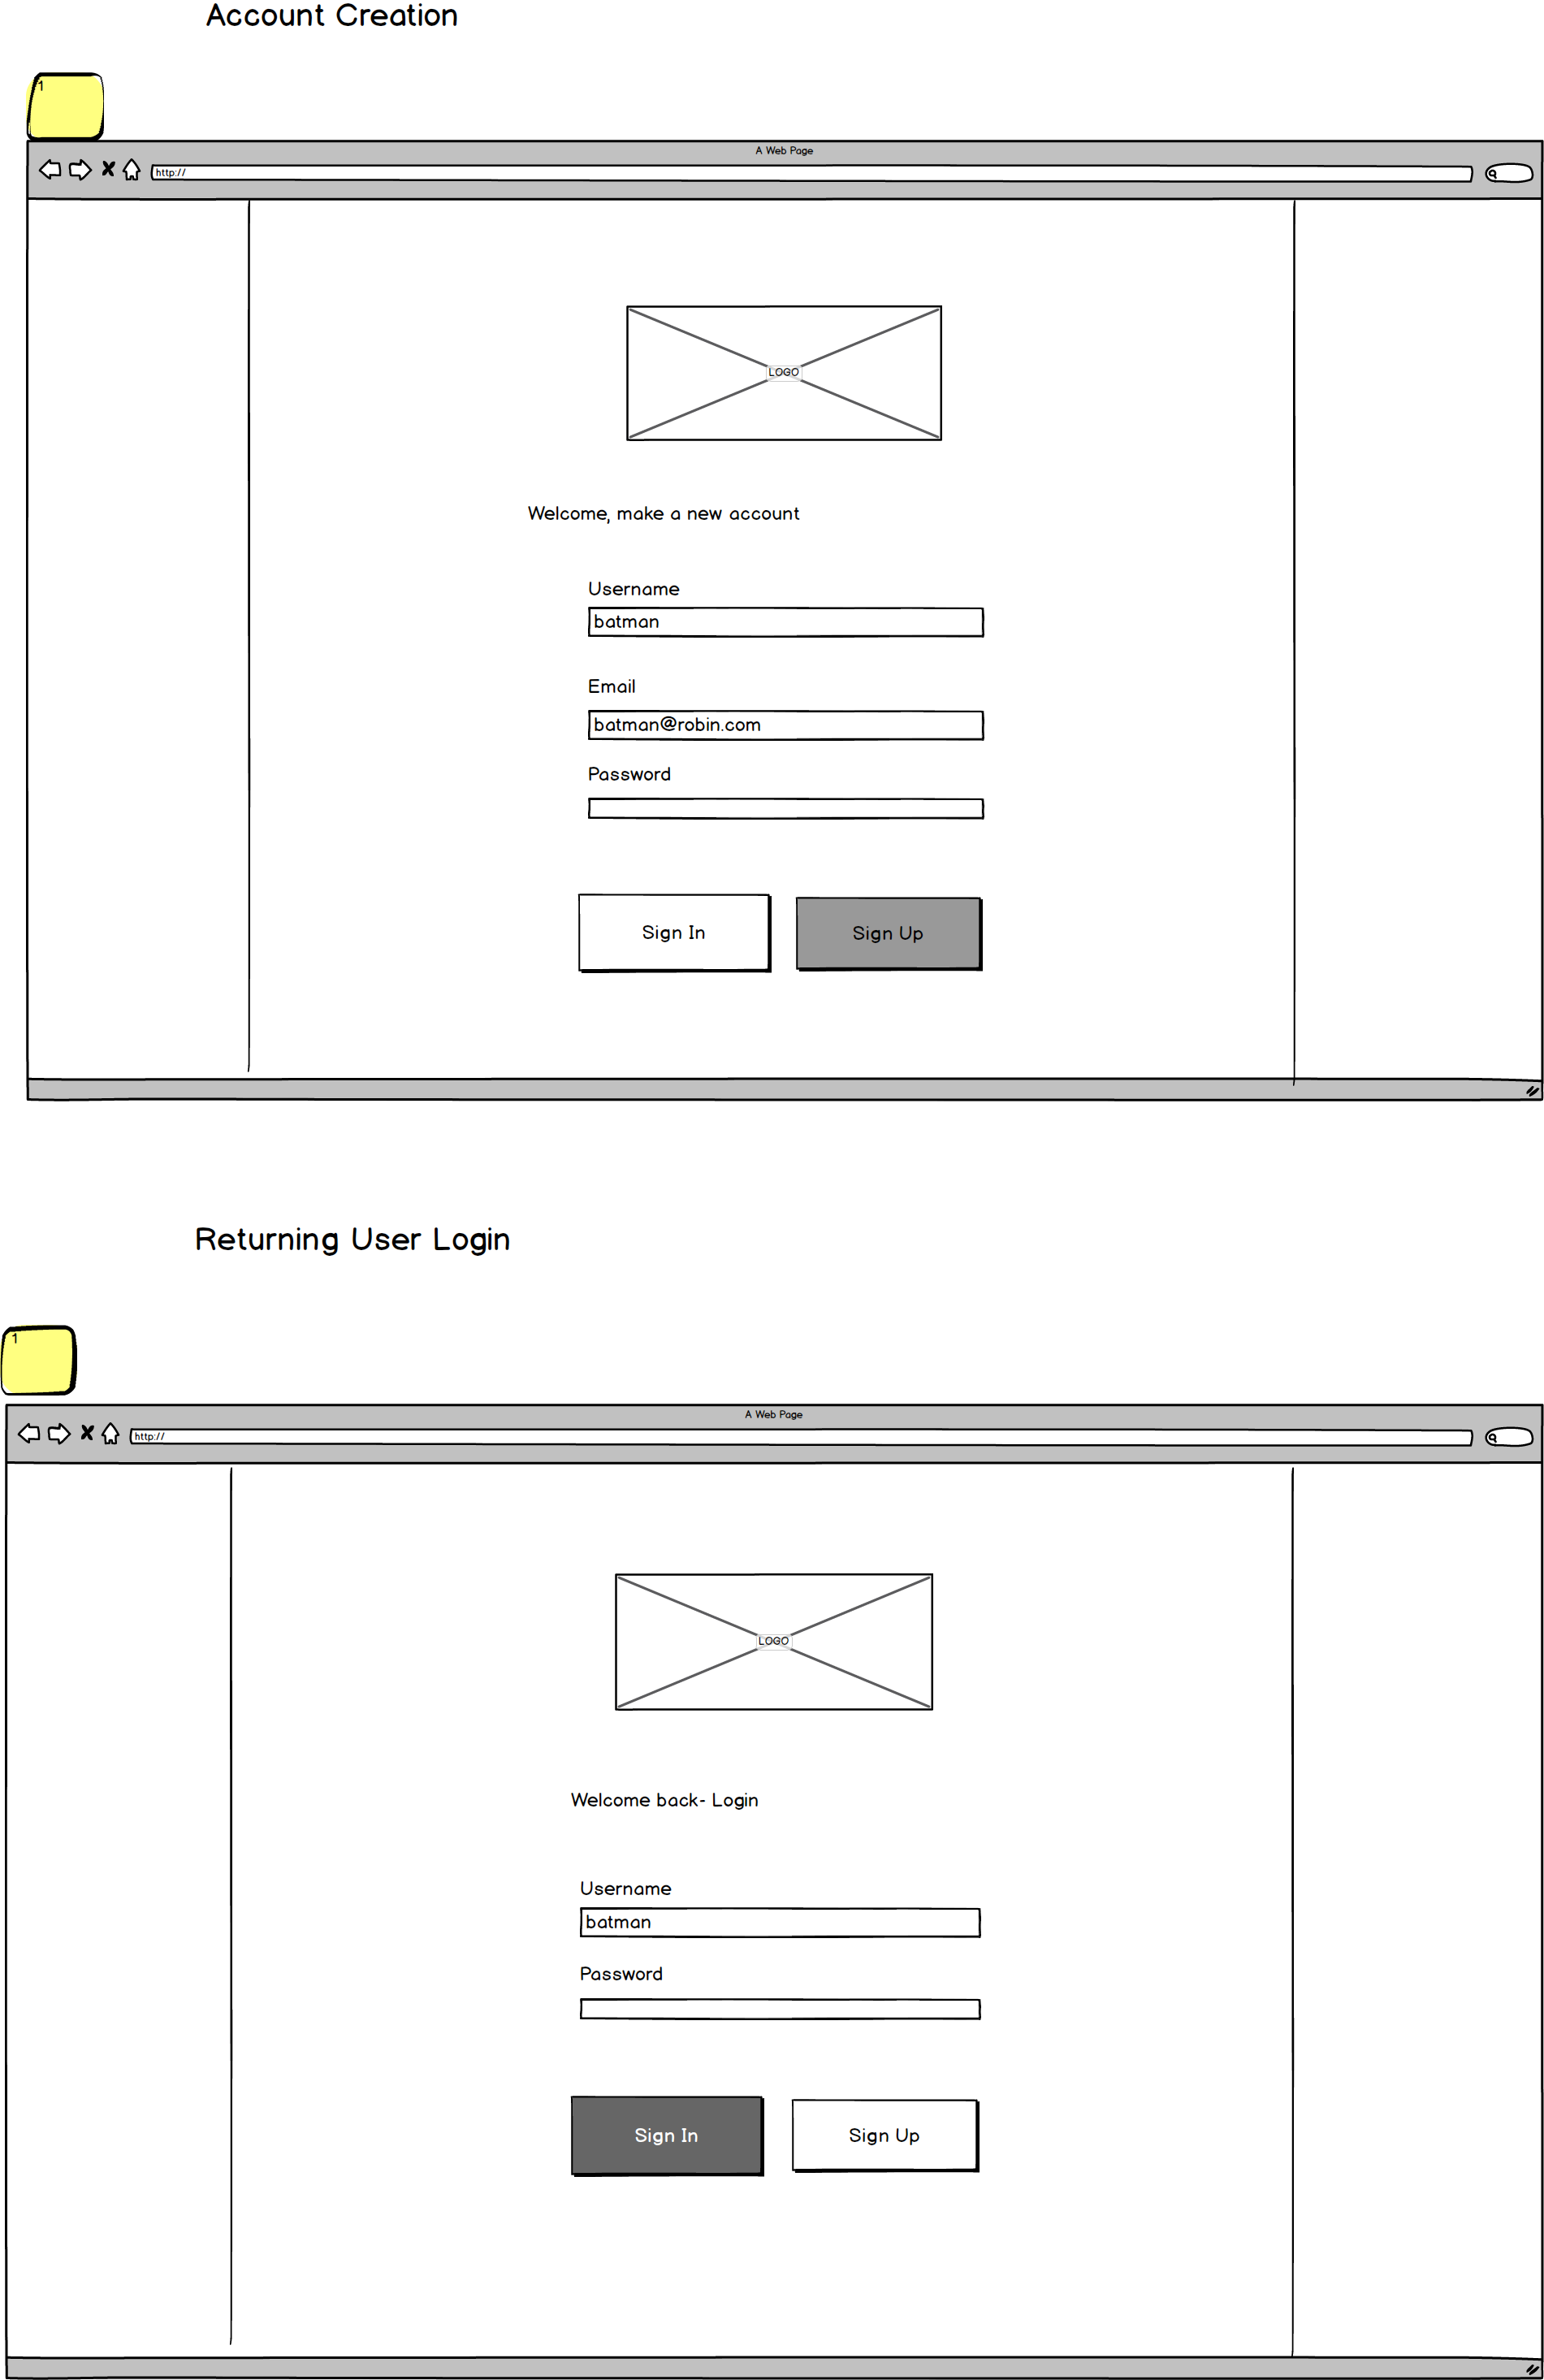 Account Creation
1
A Web Page
http://
LOGO
Welcome, make a new account
Username
batman
Email
batman@robin.com
Password
Sign In
Sign Up
Returning User Login
1
A Web Page
http://
LOGO
Welcome back- Login
Username
batman
Password
Sign In
Sign Up